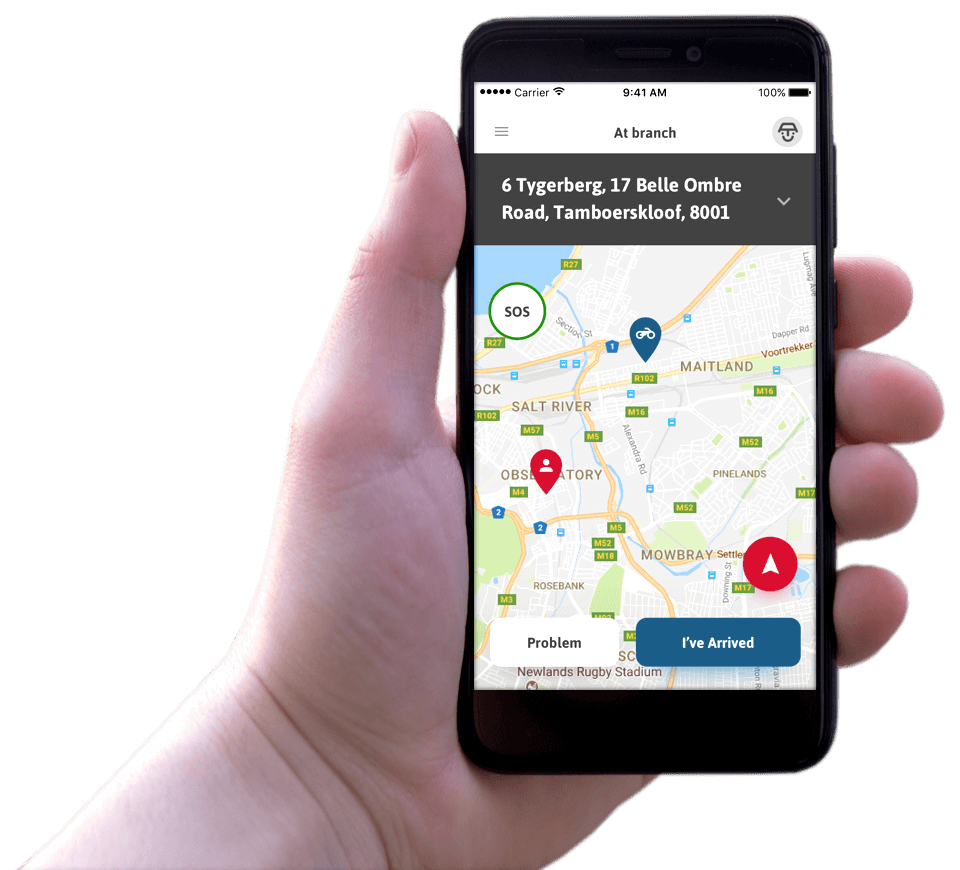 Carrier 9:41 AM 100%
At branch
6 Tygerberg, 17 Belle Ombre
Road, Tamboerskloof, 8001
R27
SOS
Section St
Dapper Rd
R27
1
Voortrekker
MAITLAND
R102
OCK
M16
SALT RIVER
R102
M16
M57
M5
Alexandra Rd
M52
OBSERVATORY
PINELANDS
M4
M17
2
M52
2
M5
M52
M18
MOWBRAY
Settle
Downing St
ROSEBANK
M17
M3
Problem
I've Arrived
SC
Newlands Rugby Stadium